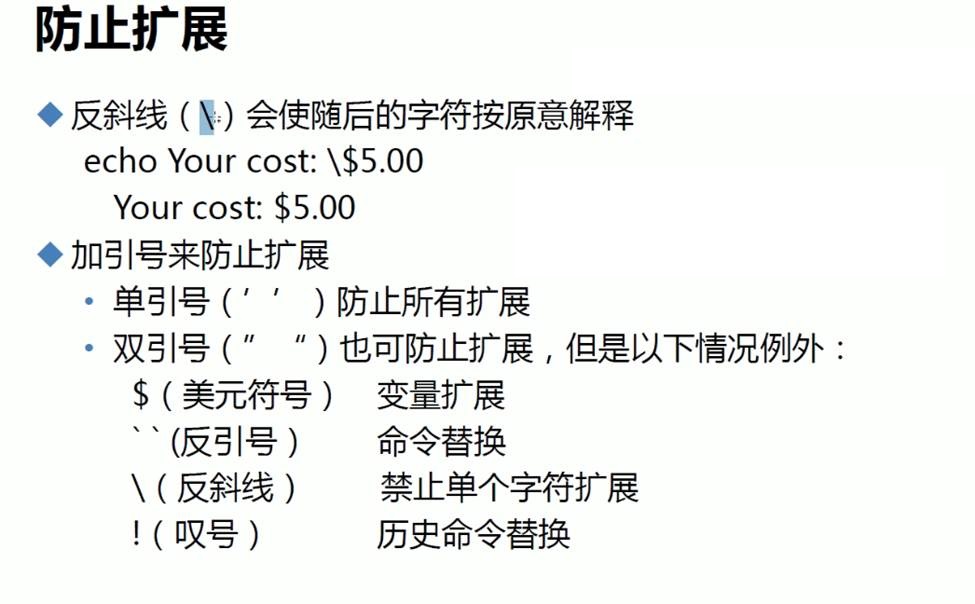 防止扩展
◆反斜线（\）会使随后的字符按原意解释
echo Your cost: \$5.00
Your cost: $5.00
◆加引号来防止扩展
• 单引号（’ ’ ）防止所有扩展
• 双引号（” “）也可防止扩展，但是以下情况例外：
$（美元符号） 变量扩展
` `(反引号） 命令替换
\（反斜线） 禁止单个字符扩展
!（叹号） 历史命令替换